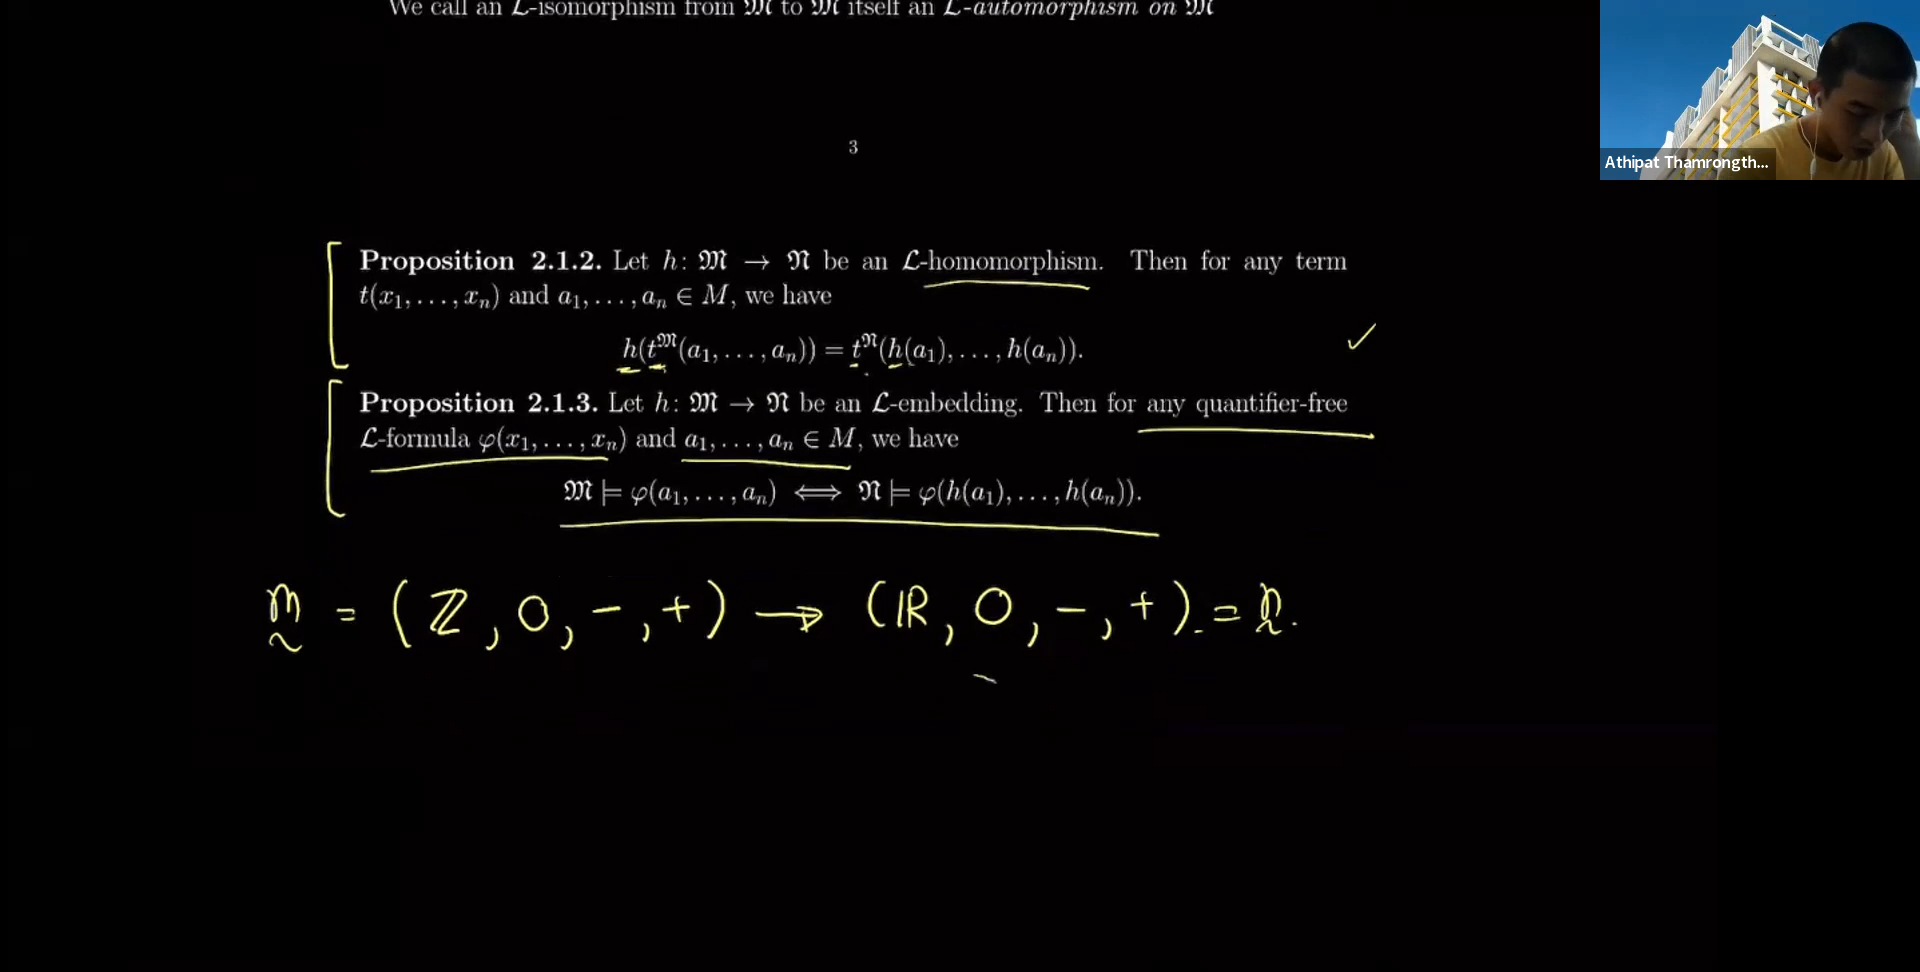 We call an ℒ-isomorphism from 𝔐 to 𝔐 itself an ℒ-automorphism on 𝔐
Athipat Thamrongth...
3
Proposition 2.1.2. Let h: 𝔐 → 𝔑 be an ℒ-homomorphism. Then for any term
t(x₁, . . . , xₙ) and a₁, . . . , aₙ ∈ M, we have
h(t^𝔐(a₁, . . . , aₙ)) = t^𝔑(h(a₁), . . . , h(aₙ)). ✓
Proposition 2.1.3. Let h: 𝔐 → 𝔑 be an ℒ-embedding. Then for any quantifier-free
ℒ-formula φ(x₁, . . . , xₙ) and a₁, . . . , aₙ ∈ M, we have
𝔐 ⊨ φ(a₁, . . . , aₙ) ⟺ 𝔑 ⊨ φ(h(a₁), . . . , h(aₙ)).
𝔐 = (ℤ, 0, -, +) → (ℝ, 0, -, +). = 𝔑.